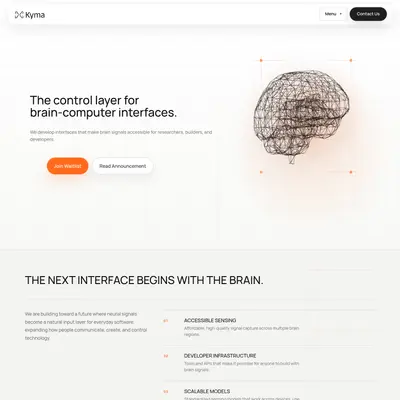 Kyma
Menu
Contact Us
The control layer for
brain-computer interfaces.
We develop interfaces that make brain signals accessible for researchers, builders, and
developers.
Join Waitlist
Read Announcement
THE NEXT INTERFACE BEGINS WITH THE BRAIN.
We are building toward a future where neural signals
become a natural input layer for everyday software:
expanding how people communicate, create, and control
technology.
01
ACCESSIBLE SENSING
Affordable, high-quality signal capture across multiple brain
regions.
02
DEVELOPER INFRASTRUCTURE
Tools and APIs that make it possible for anyone to build with
brain signals.
03
SCALABLE MODELS